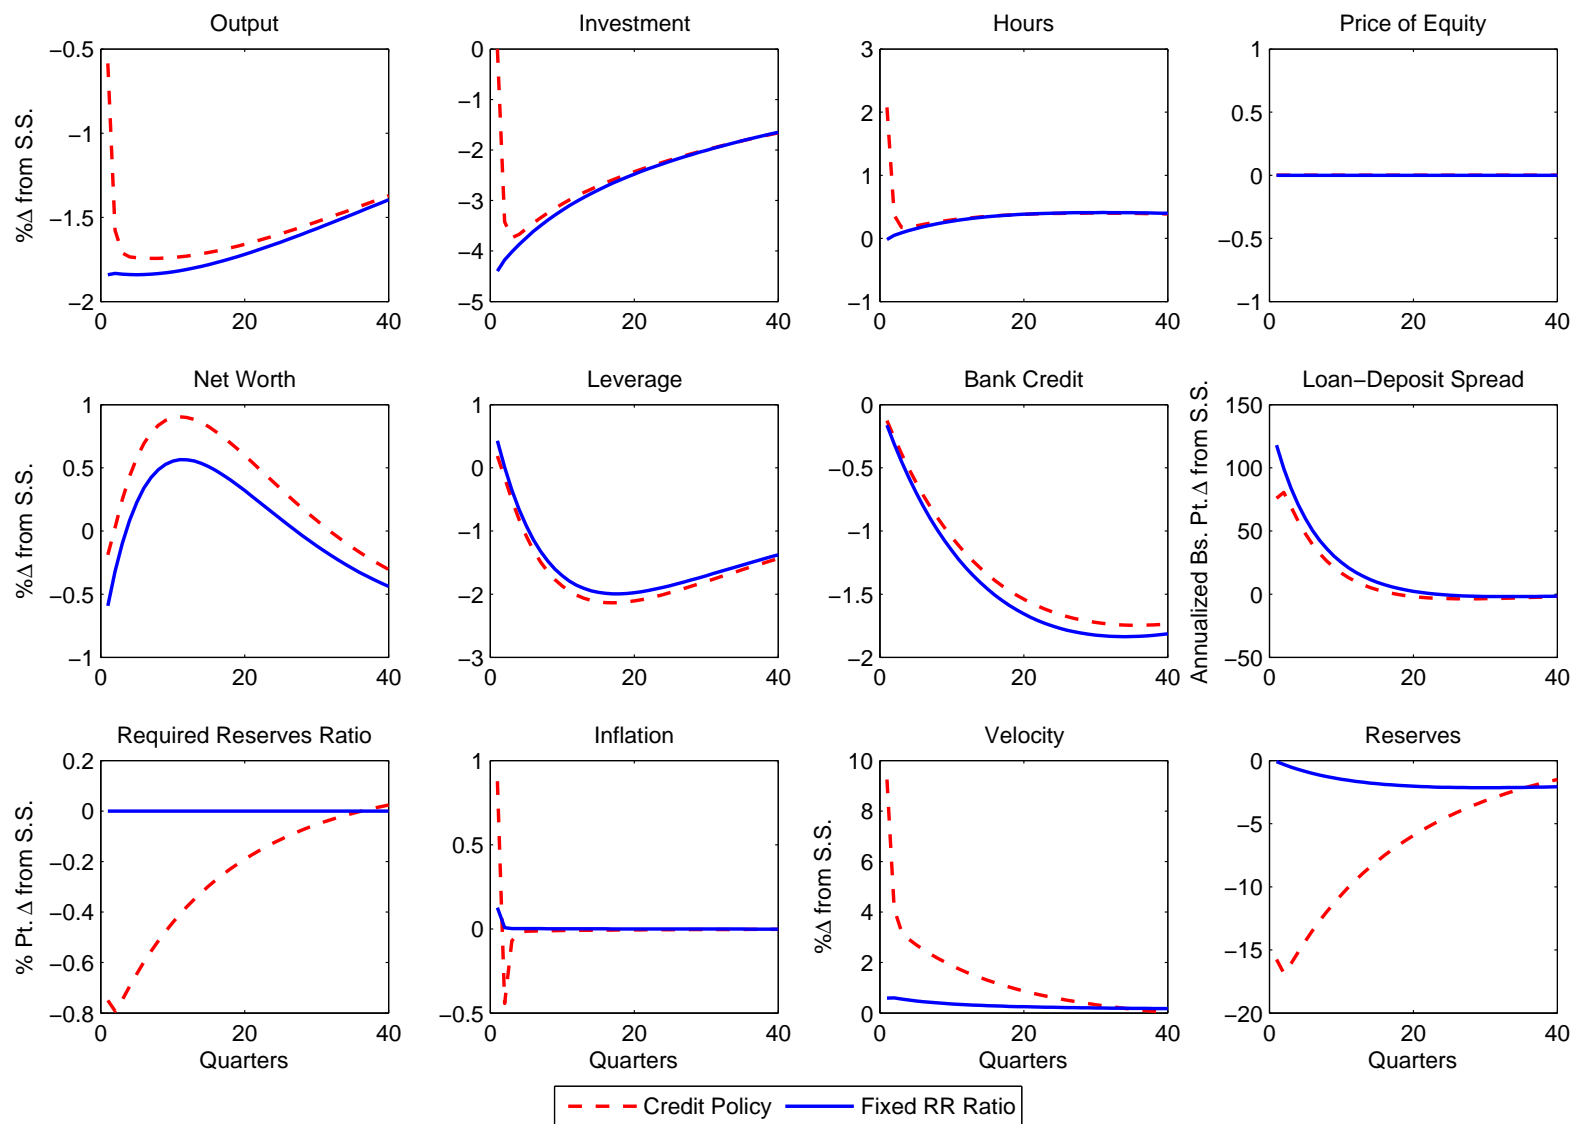 Output Investment Hours Price of Equity
%Δ from S.S.
−0.5 0 3 1
−1 2 0.5
−1 −2 1 0
−1.5 −3 0 −0.5
−4
−2 −5 −1 −1
0 20 40 0 20 40 0 20 40 0 20 40
Net Worth Leverage Bank Credit Loan−Deposit Spread
%Δ from S.S. Annualized Bs. Pt. Δ from S.S.
1 1 0 150
0.5 0 −0.5 100
0 −1 −1 50
−0.5 −2 −1.5 0
−1 −3 −2 −50
0 20 40 0 20 40 0 20 40 0 20 40
Required Reserves Ratio Inflation Velocity Reserves
% Pt. Δ from S.S. %Δ from S.S.
0.2 1 10 0
0 8
−0.2 0.5 6 −5
−0.4 0 4 −10
−0.6 2 −15
−0.8 −0.5 0 −20
0 20 40 0 20 40 0 20 40 0 20 40
Quarters Quarters Quarters Quarters
Credit Policy Fixed RR Ratio